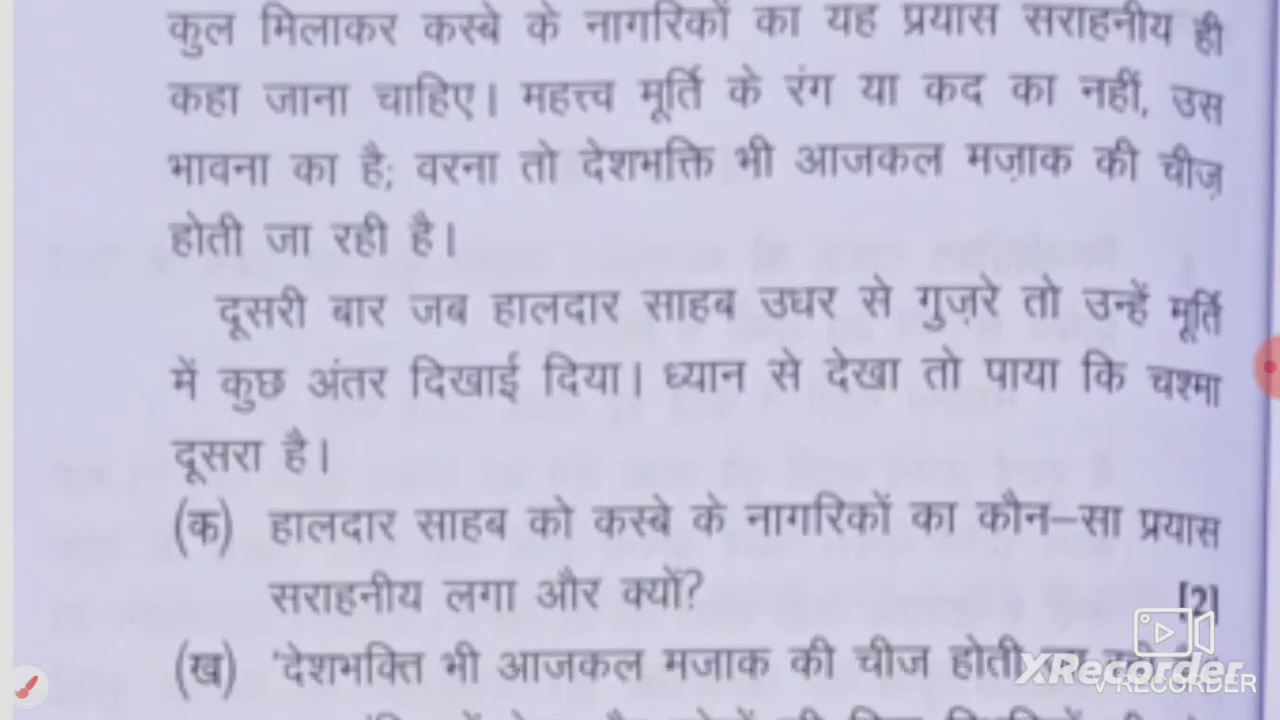 कुल मिलाकर कस्बे के नागरिकों का यह प्रयास सराहनीय ही
कहा जाना चाहिए। महत्त्व मूर्ति के रंग या कद का नहीं, उस
भावना का है; वरना तो देशभक्ति भी आजकल मज़ाक की चीज़
होती जा रही है।
दूसरी बार जब हालदार साहब उधर से गुज़रे तो उन्हें मूर्ति
में कुछ अंतर दिखाई दिया। ध्यान से देखा तो पाया कि चश्मा
दूसरा है।
(क) हालदार साहब को कस्बे के नागरिकों का कौन–सा प्रयास
सराहनीय लगा और क्यों? [2]
(ख) 'देशभक्ति भी आजकल मजाक की चीज होती
XRecorder
V RECORDER